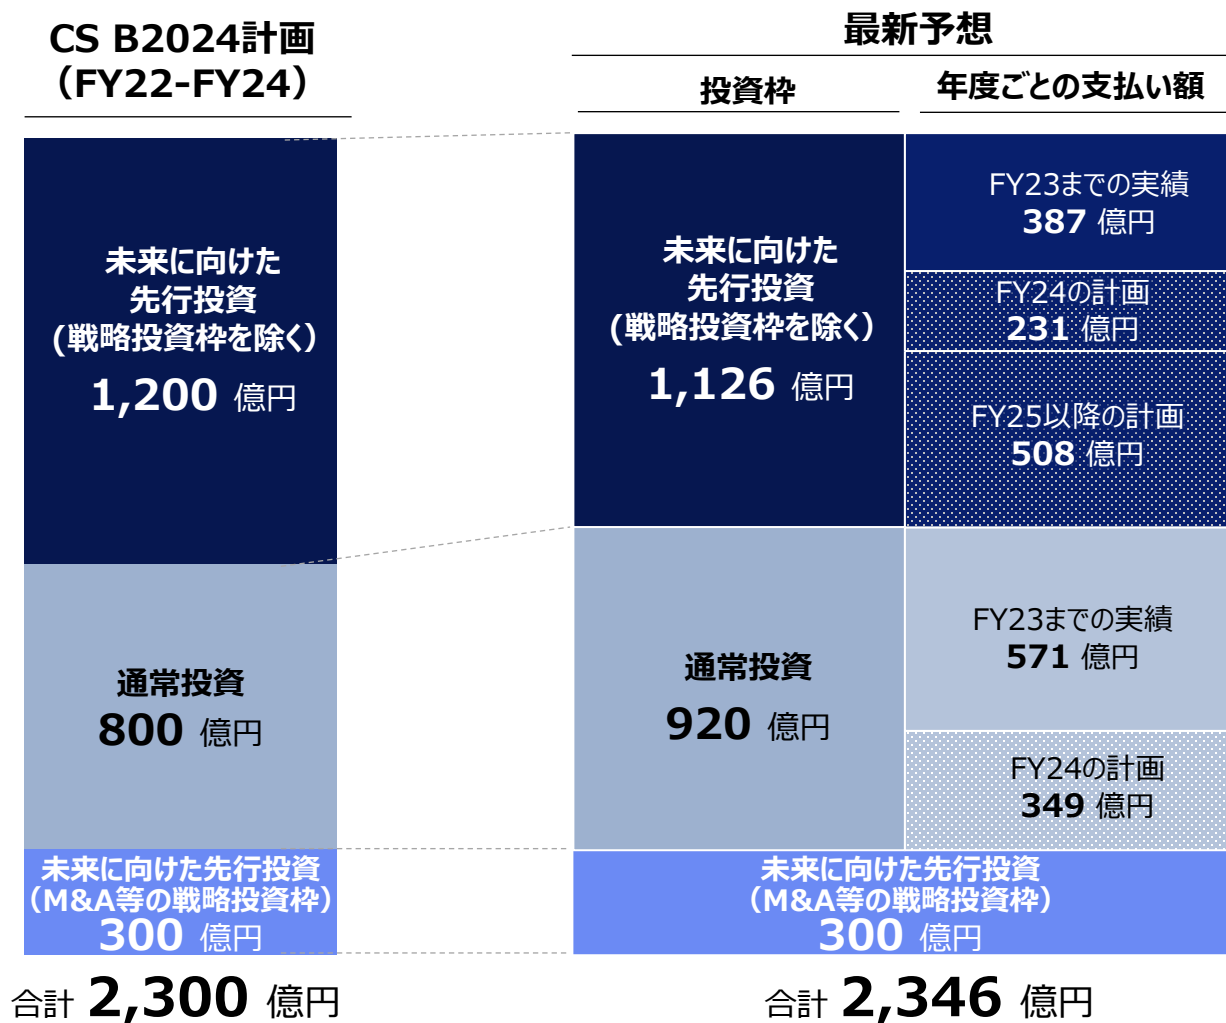 CS B2024計画
（FY22-FY24）
未来に向けた
先行投資
(戦略投資枠を除く)
1,200 億円
通常投資
800 億円
未来に向けた先行投資
（M&A等の戦略投資枠）
300 億円
合計 2,300 億円
最新予想
投資枠
年度ごとの支払い額
未来に向けた
先行投資
(戦略投資枠を除く)
1,126 億円
FY23までの実績
387 億円
FY24の計画
231 億円
FY25以降の計画
508 億円
通常投資
920 億円
FY23までの実績
571 億円
FY24の計画
349 億円
未来に向けた先行投資
（M&A等の戦略投資枠）
300 億円
合計 2,346 億円